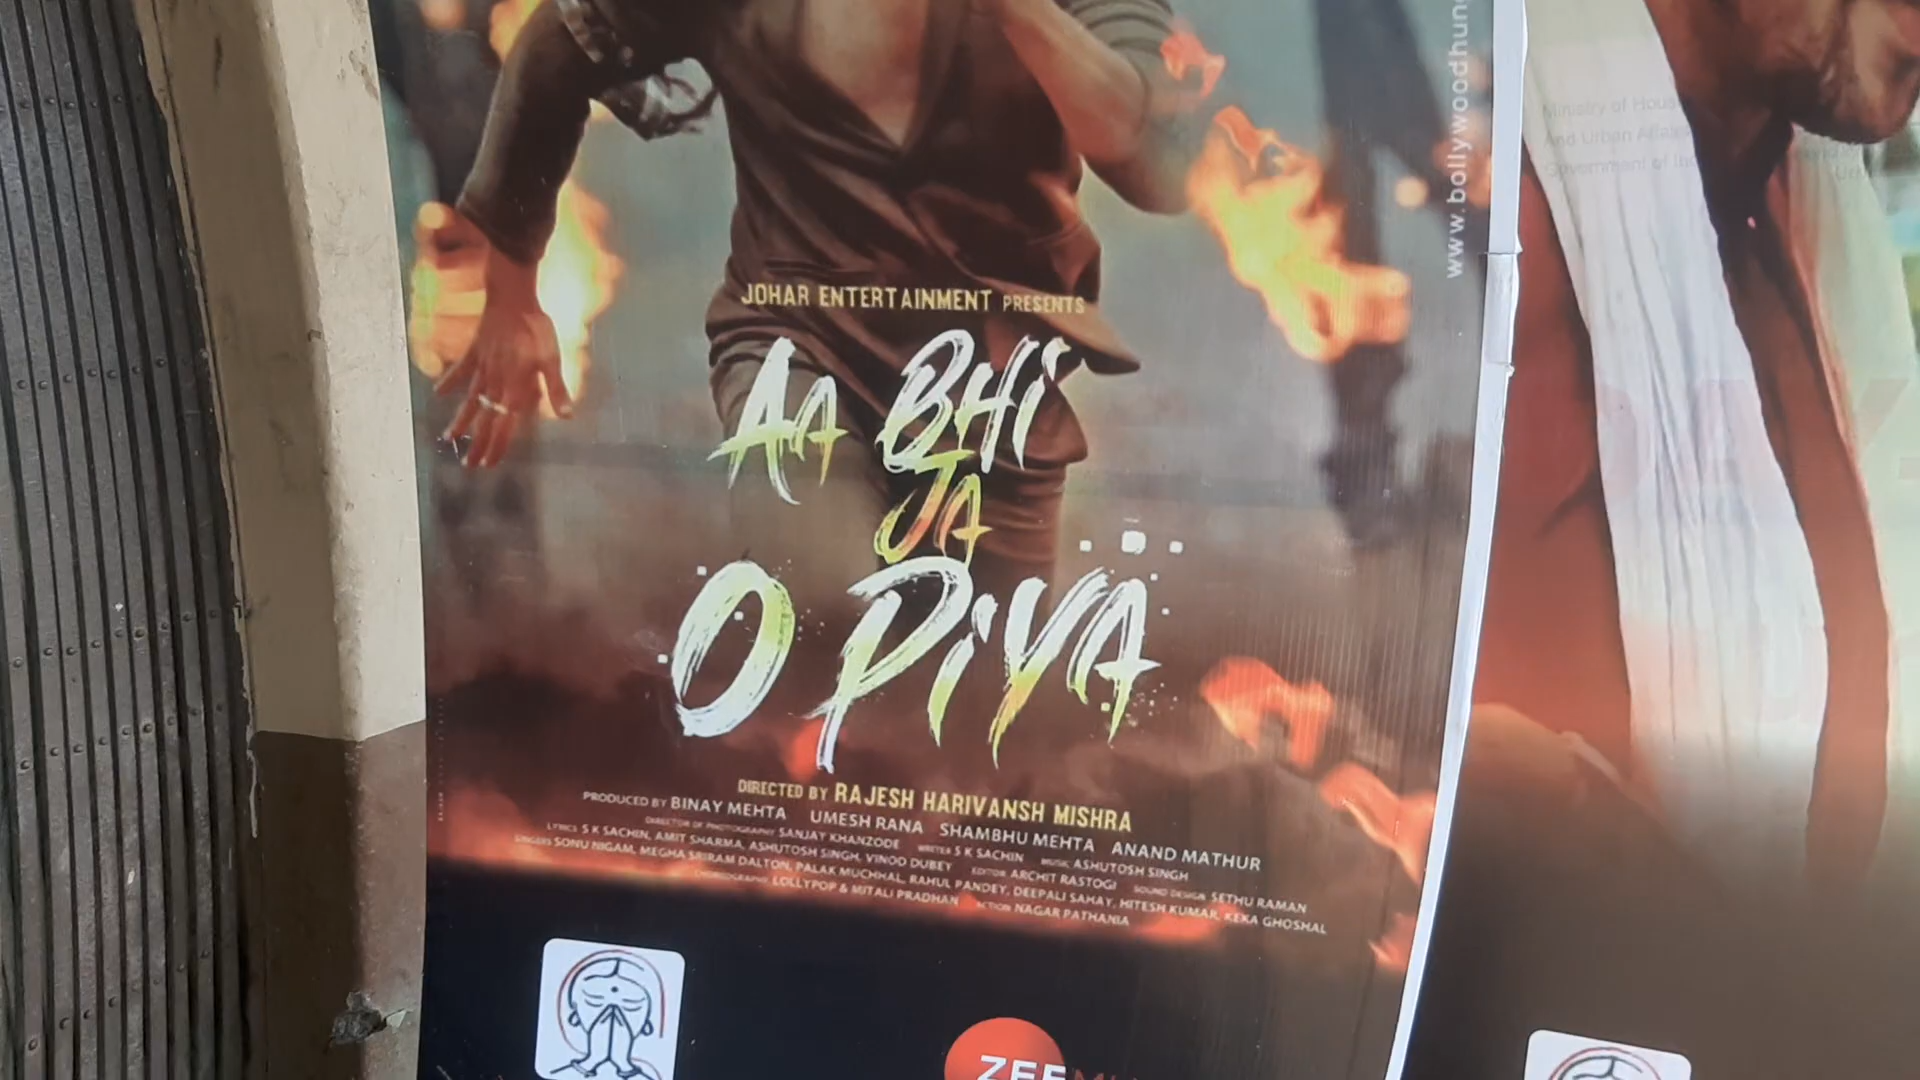 www.bollywoodhun
Ministry of Hous
And Urban Affairs
Government of Ind
JOHAR ENTERTAINMENT PRESENTS
AA BHI
JA
O PIYA
DIRECTED BY RAJESH HARIVANSH MISHRA
PRODUCED BY BINAY MEHTA UMESH RANA SHAMBHU MEHTA ANAND MATHUR
DIRECTOR OF PHOTOGRAPHY SANJAY KHANZODE WRITER S K SACHIN MUSIC ASHUTOSH SINGH
LYRICS S K SACHIN, AMIT SHARMA, ASHUTOSH SINGH, VINOD DUBEY EDITOR ARCHIT RASTOGI SOUND DESIGN SETHU RAMAN
SINGERS SONU NIGAM, MEGHA SRIRAM DALTON, PALAK MUCHHAL, RAHUL PANDEY, DEEPALI SAHAY, HITESH KUMAR, KEKA GHOSHAL
CHOREOGRAPHY LOLLYPOP & MITALI PRADHAN ACTION NAGAR PATHANIA
ZEE